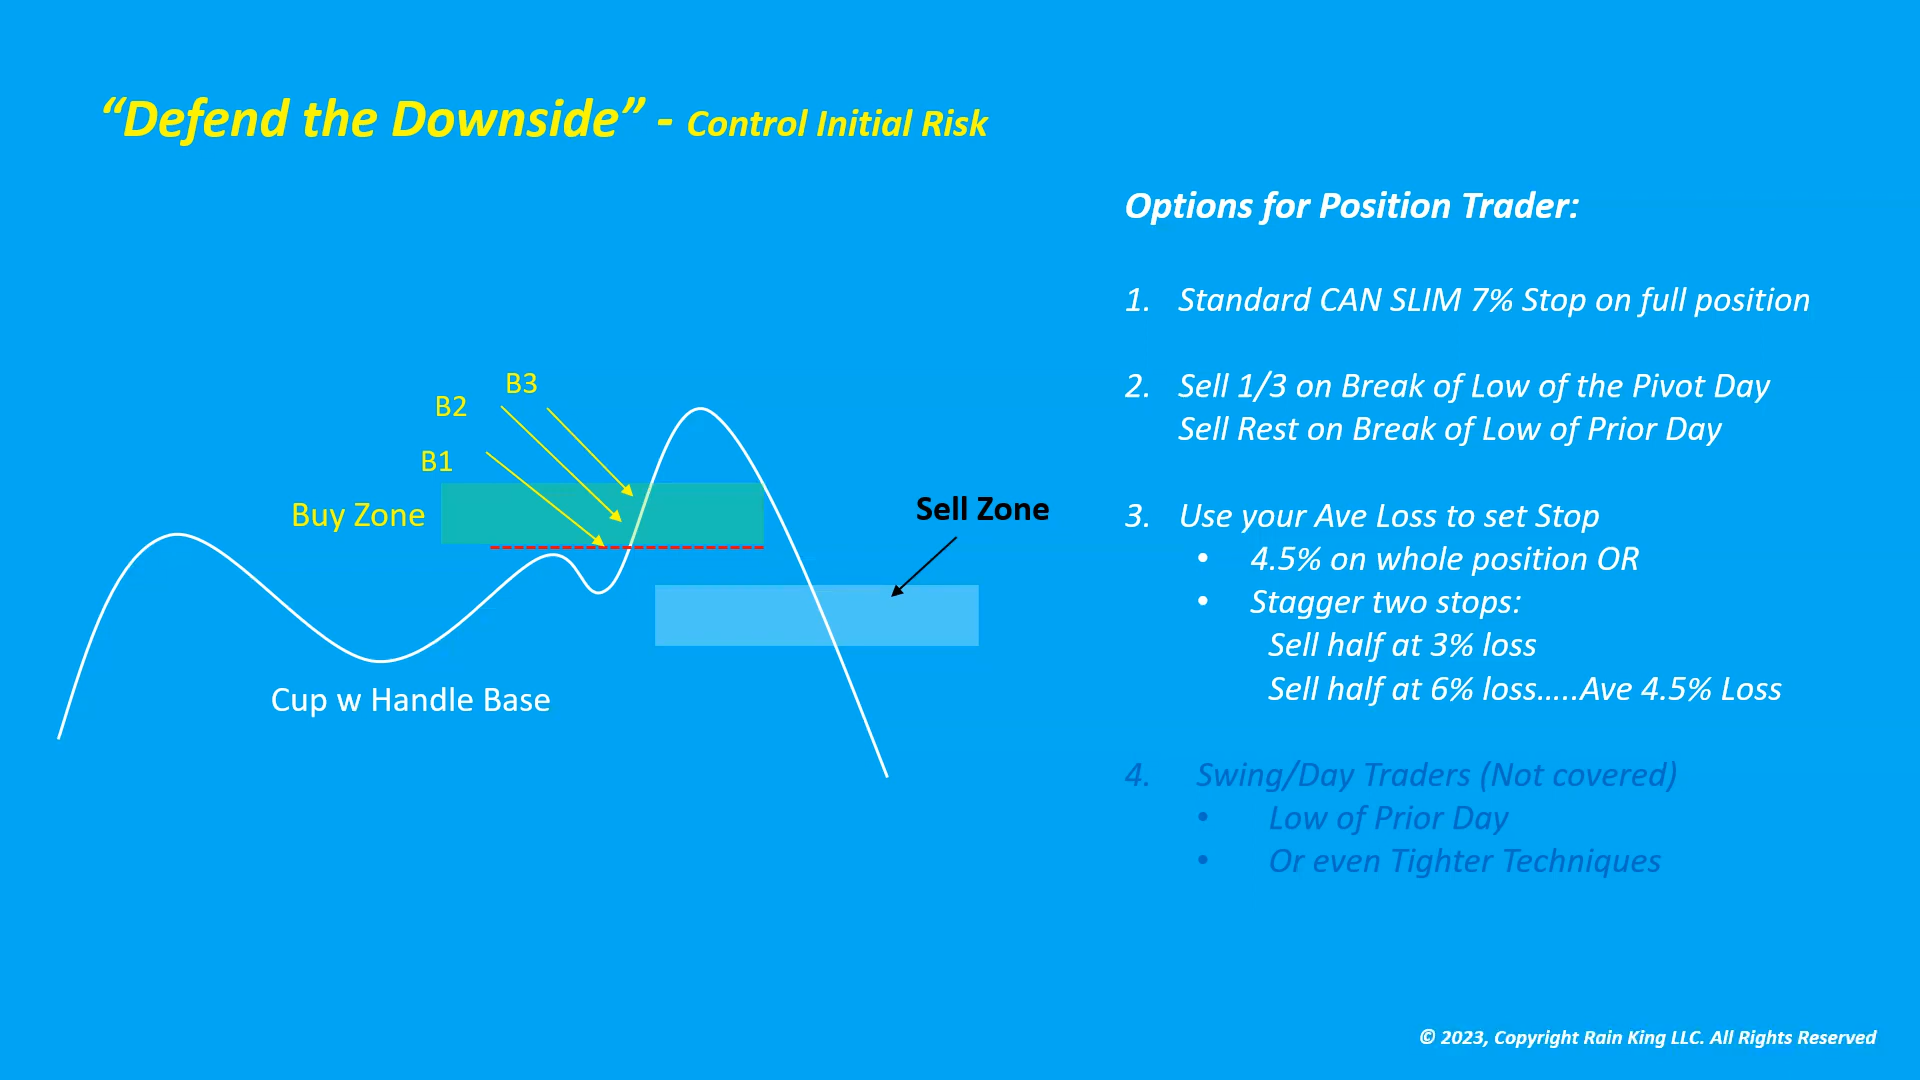 “Defend the Downside” - Control Initial Risk
Options for Position Trader:
1. Standard CAN SLIM 7% Stop on full position
2. Sell 1/3 on Break of Low of the Pivot Day
Sell Rest on Break of Low of Prior Day
3. Use your Ave Loss to set Stop
• 4.5% on whole position OR
• Stagger two stops:
Sell half at 3% loss
Sell half at 6% loss.....Ave 4.5% Loss
4. Swing/Day Traders (Not covered)
• Low of Prior Day
• Or even Tighter Techniques
B3
B2
B1
Buy Zone
Sell Zone
Cup w Handle Base
© 2023, Copyright Rain King LLC. All Rights Reserved